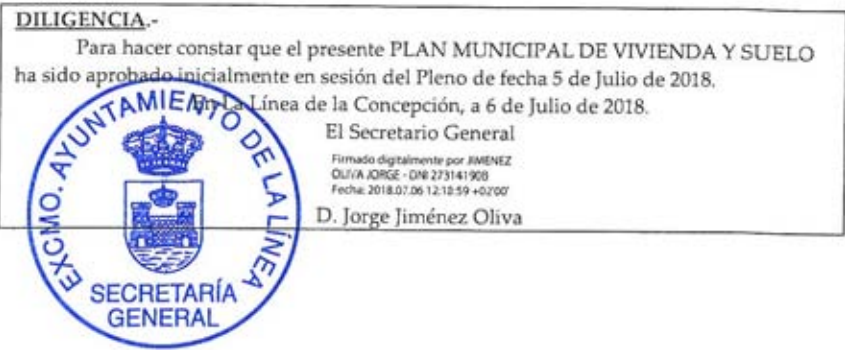 DILIGENCIA.-
Para hacer constar que el presente PLAN MUNICIPAL DE VIVIENDA Y SUELO
ha sido aprobado inicialmente en sesión del Pleno de fecha 5 de Julio de 2018.
En La Línea de la Concepción, a 6 de Julio de 2018.
El Secretario General
Firmado digitalmente por JIMENEZ
OLIVA JORGE - DNI 27314190B
Fecha: 2018.07.06 12:10:59 +02'00'
D. Jorge Jiménez Oliva
EXCMO. AYUNTAMIENTO DE LA LÍNEA
SECRETARÍA
GENERAL